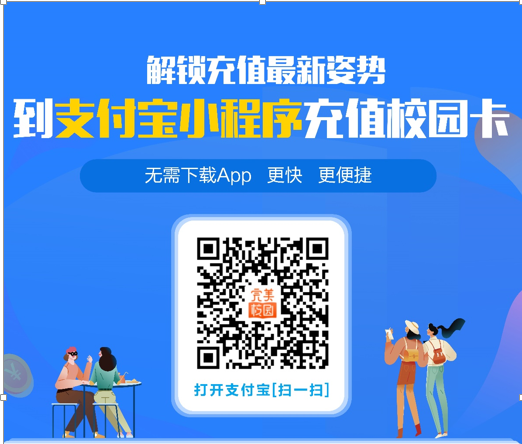 解锁充值最新姿势
到支付宝小程序充值校园卡
无需下载App 更快 更便捷
完美
校园
打开支付宝[扫一扫]